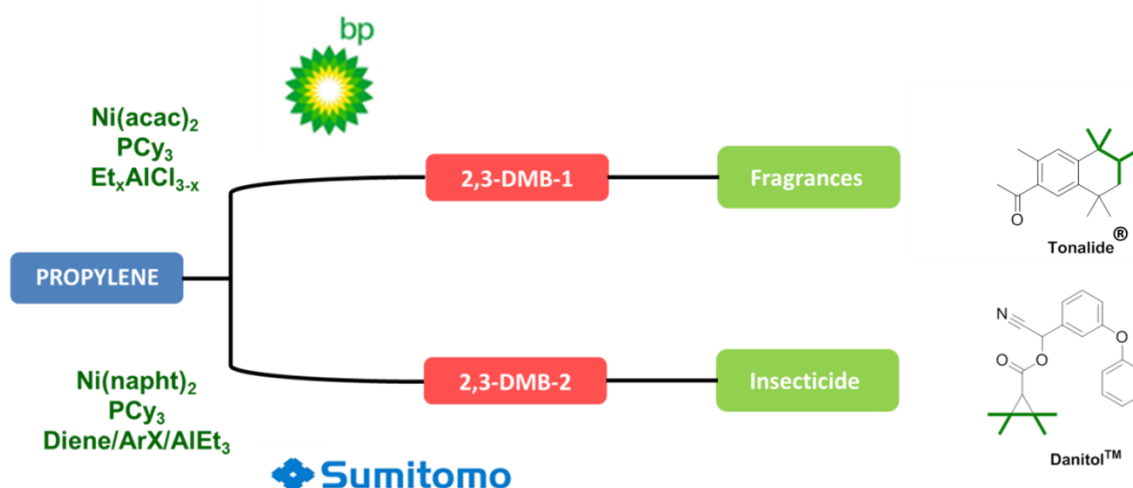 bp
Ni(acac)₂
PCy₃
EtₓAlCl₃₋ₓ
2,3-DMB-1
Fragrances
O
Tonalide®
PROPYLENE
Ni(napht)₂
PCy₃
Diene/ArX/AlEt₃
2,3-DMB-2
Insecticide
N
O
O
O
Danitol™
Sumitomo